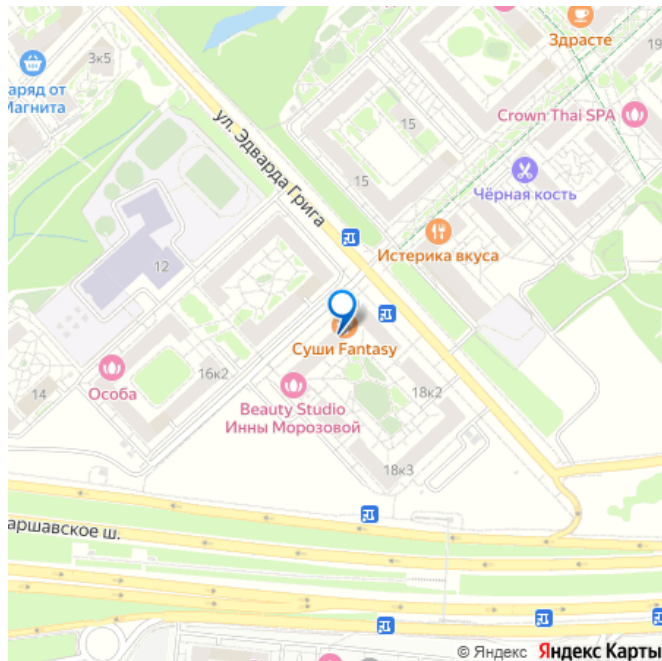 Здрасте
19
3к5
аряд от
Магнита
Crown Thai SPA
15
ул. Эдварда Грига
15
Чёрная кость
Истерика вкуса
12
Суши Fantasy
16к2
Особа
14
18к2
Beauty Studio
Инны Морозовой
18к3
аршавское ш.
© Яндекс Яндекс Карты